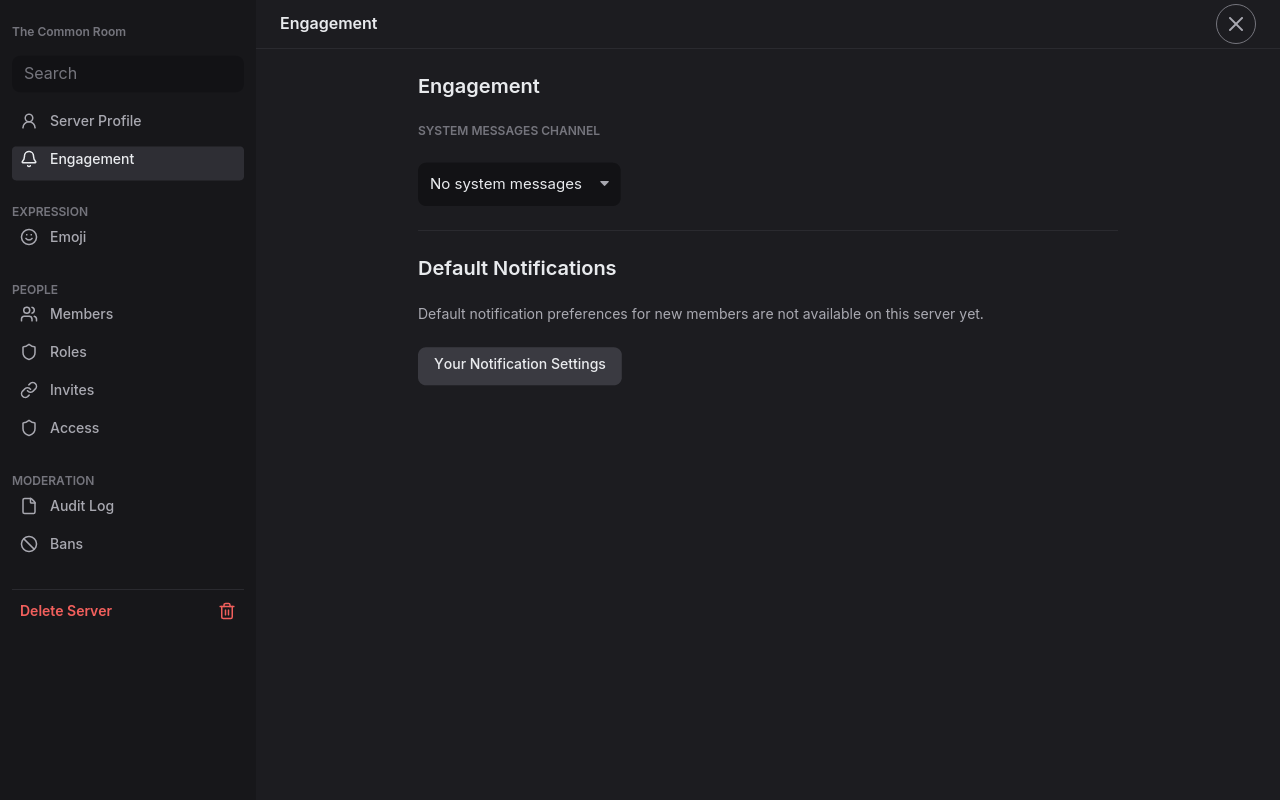 The Common Room
Search
Server Profile
Engagement
EXPRESSION
Emoji
PEOPLE
Members
Roles
Invites
Access
MODERATION
Audit Log
Bans
Delete Server
Engagement
Engagement
SYSTEM MESSAGES CHANNEL
No system messages
Default Notifications
Default notification preferences for new members are not available on this server yet.
Your Notification Settings